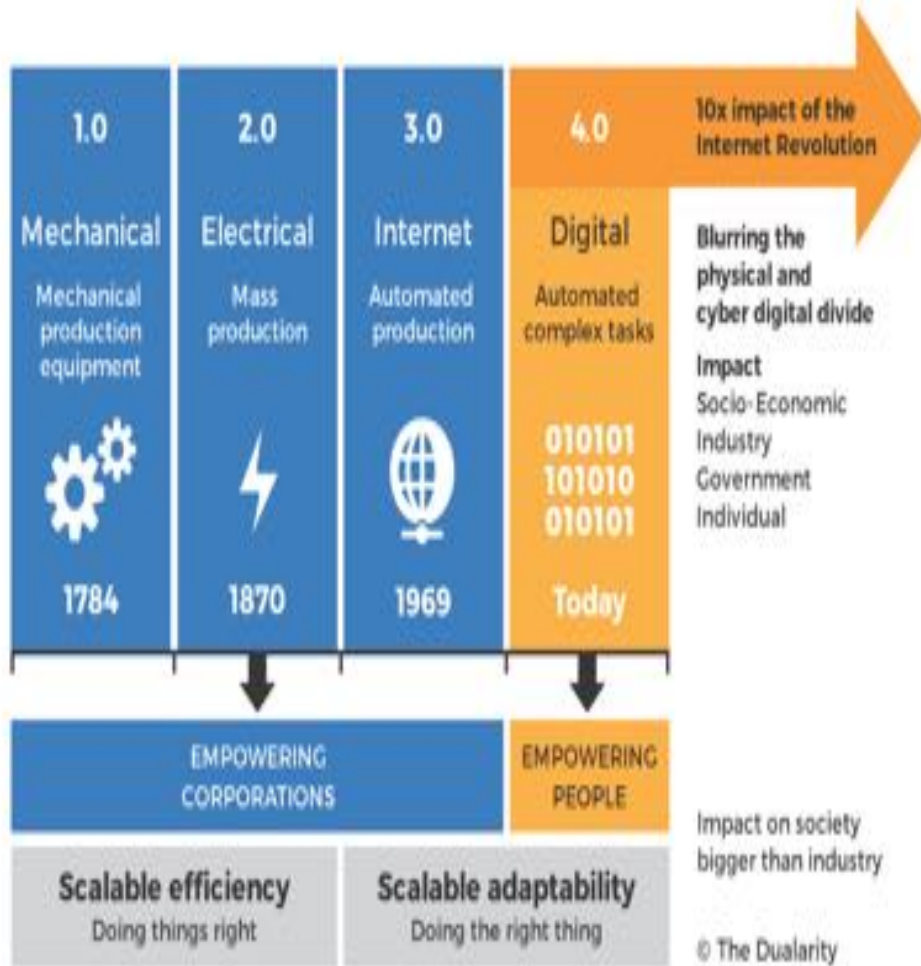 1.0
Mechanical
Mechanical
production
equipment
1784
2.0
Electrical
Mass
production
1870
3.0
Internet
Automated
production
1969
4.0
Digital
Automated
complex tasks
010101
101010
010101
Today
10x impact of the
Internet Revolution
Blurring the
physical and
cyber digital divide
Impact
Socio-Economic
Industry
Government
Individual
EMPOWERING
CORPORATIONS
EMPOWERING
PEOPLE
Scalable efficiency
Doing things right
Scalable adaptability
Doing the right thing
Impact on society
bigger than industry
© The Dualarity